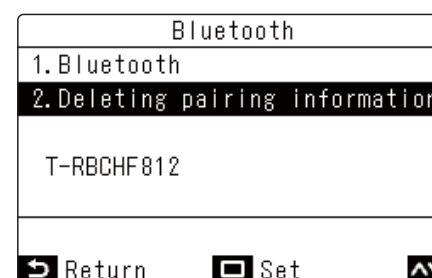 Bluetooth
1.Bluetooth
2.Deleting pairing information
T-RBCHF812
Return Set